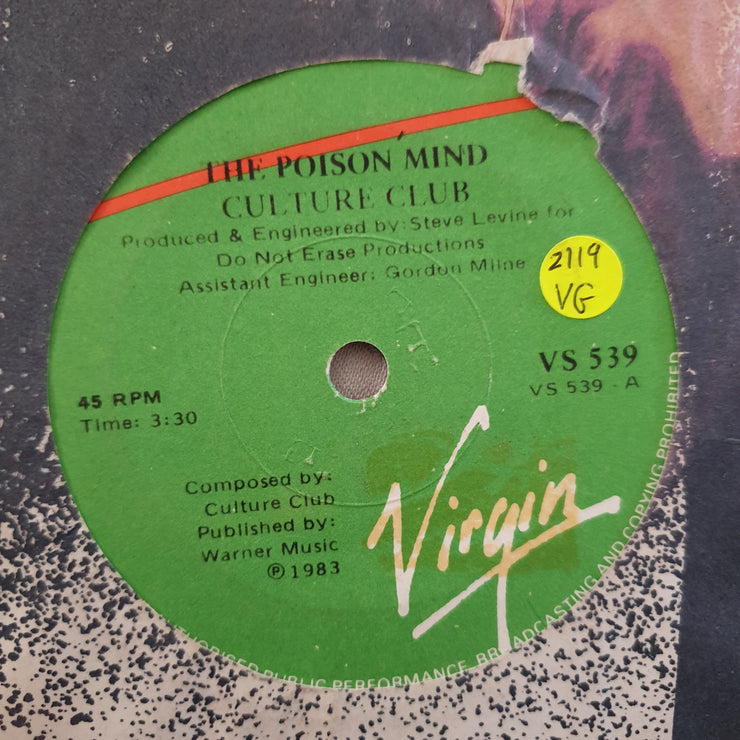 THE POISON MIND
CULTURE CLUB
Produced & Engineered by: Steve Levine for
Do Not Erase Productions
Assistant Engineer: Gordon Milne
2119
VG
VS 539
VS 539 - A
45 RPM
Time: 3:30
Composed by:
Culture Club
Published by:
Warner Music
℗ 1983
Virgin
PUBLIC PERFORMANCE, BROADCASTING AND COPYING PROHIBITED